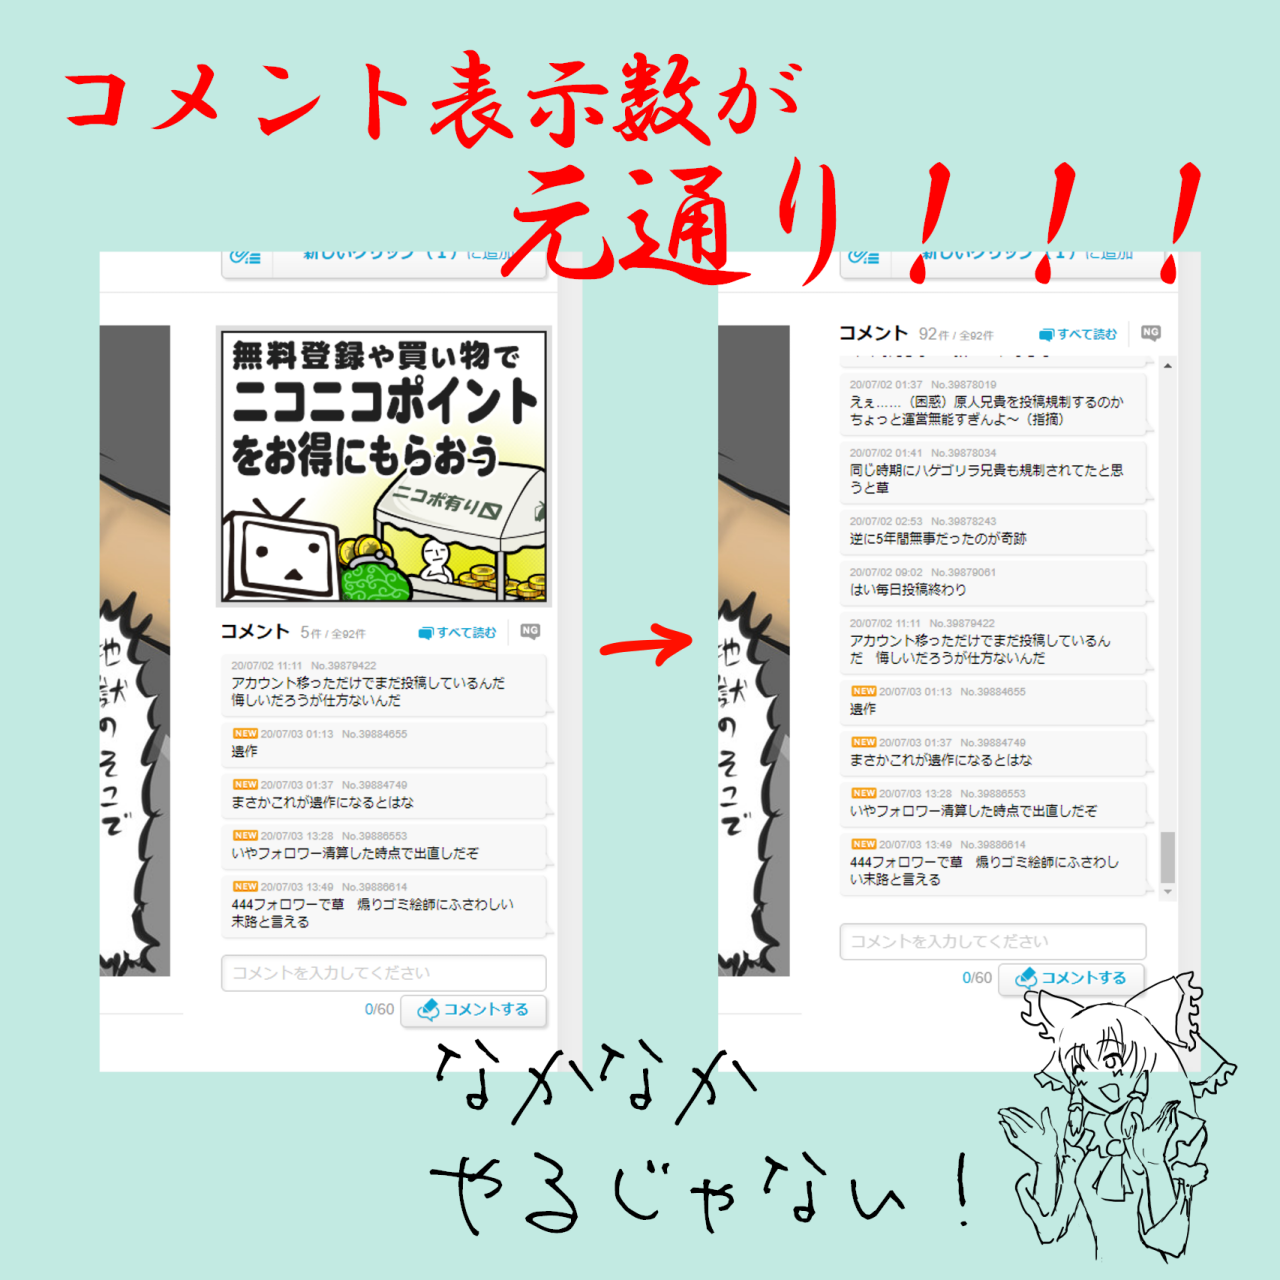 コメント表示数が
元通り！！！
新しいクリップ（１）に追加
無料登録や買い物で
ニコニコポイント
をお得にもらおう
ニコポ有り
コメント 5件 / 全92件 すべて読む NG
20/07/02 11:11 No.39879422
アカウント移っただけでまだ投稿しているんだ
悔しいだろうが仕方ないんだ
NEW 20/07/03 01:13 No.39884655
遺作
NEW 20/07/03 01:37 No.39884749
まさかこれが遺作になるとはな
NEW 20/07/03 13:28 No.39886553
いやフォロワー清算した時点で出直しだぞ
NEW 20/07/03 13:49 No.39886614
444フォロワーで草　煽りゴミ絵師にふさわしい
末路と言える
コメントを入力してください
0/60 コメントする
地獄
のそこで
新しいクリップ（１）に追加
コメント 92件 / 全92件 すべて読む NG
20/07/02 01:37 No.39878019
えぇ……（困惑）原人兄貴を投稿規制するのか
ちょっと運営無能すぎんよ～（指摘）
20/07/02 01:41 No.39878034
同じ時期にハゲゴリラ兄貴も規制されてたと思
うと草
20/07/02 02:53 No.39878243
逆に5年間無事だったのが奇跡
20/07/02 09:02 No.39879061
はい毎日投稿終わり
20/07/02 11:11 No.39879422
アカウント移っただけでまだ投稿しているん
だ　悔しいだろうが仕方ないんだ
NEW 20/07/03 01:13 No.39884655
遺作
NEW 20/07/03 01:37 No.39884749
まさかこれが遺作になるとはな
NEW 20/07/03 13:28 No.39886553
いやフォロワー清算した時点で出直しだぞ
NEW 20/07/03 13:49 No.39886614
444フォロワーで草　煽りゴミ絵師にふさわし
い末路と言える
コメントを入力してください
0/60 コメントする
なかなか
やるじゃない！